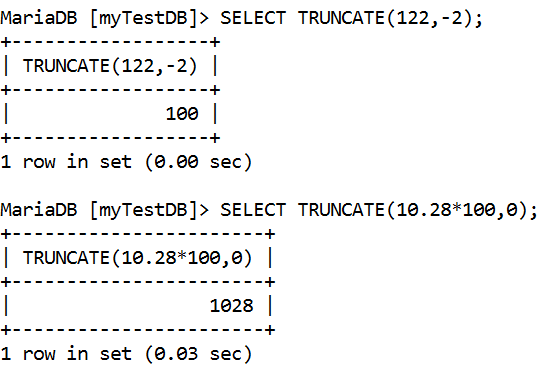 MariaDB [myTestDB]> SELECT TRUNCATE(122,-2);
+------------------+
| TRUNCATE(122,-2) |
+------------------+
|              100 |
+------------------+
1 row in set (0.00 sec)

MariaDB [myTestDB]> SELECT TRUNCATE(10.28*100,0);
+-----------------------+
| TRUNCATE(10.28*100,0) |
+-----------------------+
|                  1028 |
+-----------------------+
1 row in set (0.03 sec)